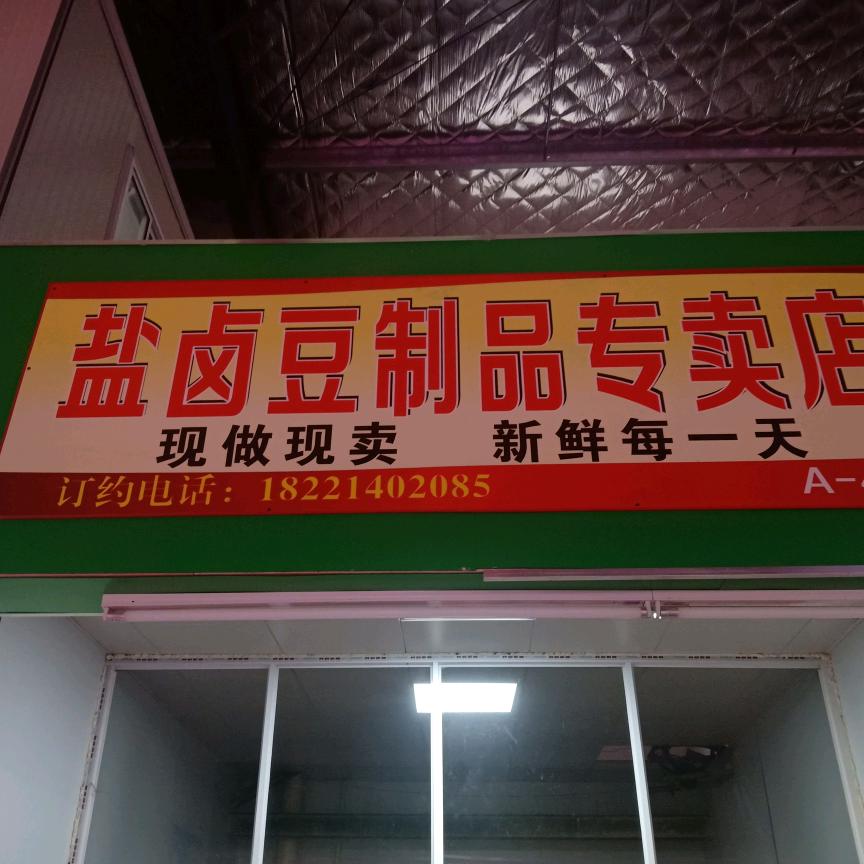 盐卤豆制品专卖店
现做现卖 新鲜每一天
订约电话：18221402085
A-